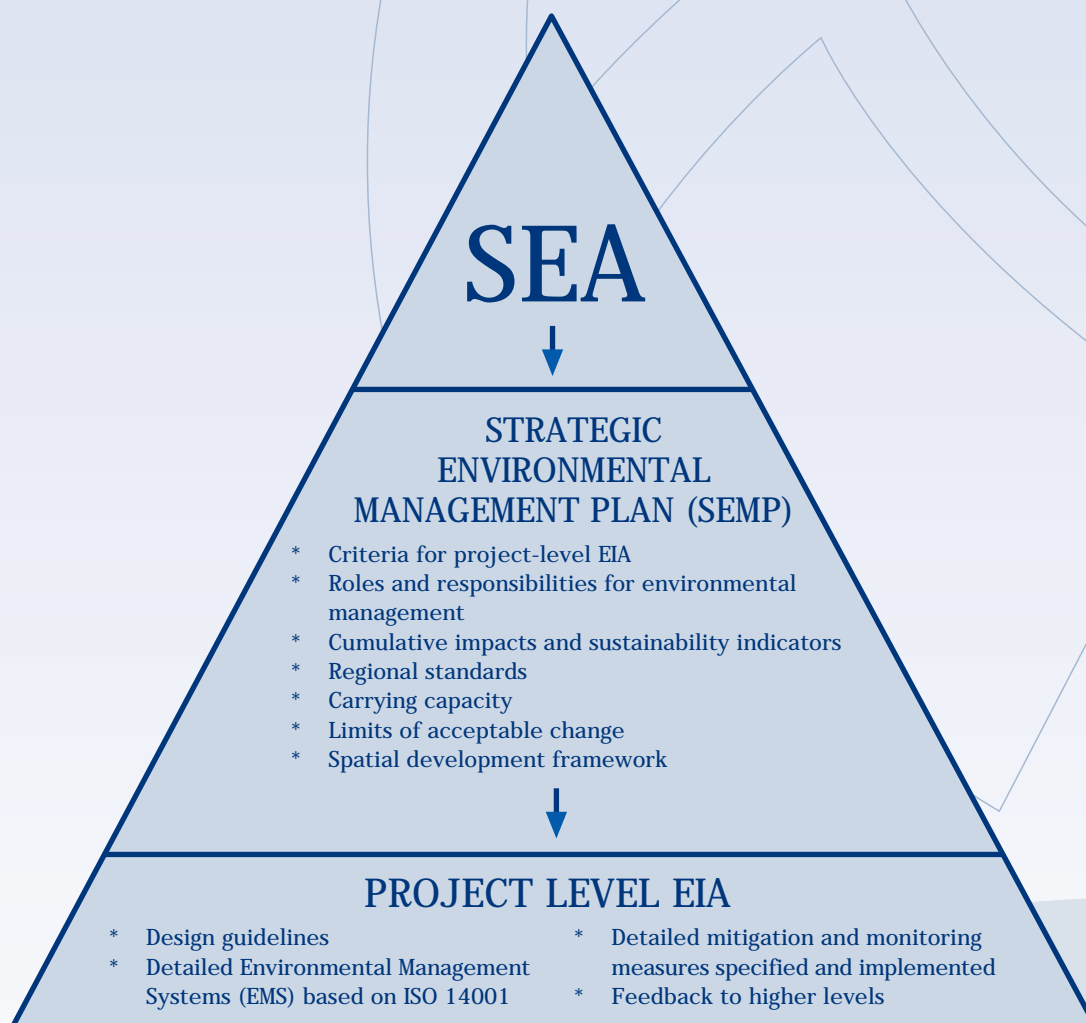 SEA
STRATEGIC
ENVIRONMENTAL
MANAGEMENT PLAN (SEMP)
* Criteria for project-level EIA
* Roles and responsibilities for environmental
management
* Cumulative impacts and sustainability indicators
* Regional standards
* Carrying capacity
* Limits of acceptable change
* Spatial development framework
PROJECT LEVEL EIA
* Design guidelines
* Detailed Environmental Management
Systems (EMS) based on ISO 14001
* Detailed mitigation and monitoring
measures specified and implemented
* Feedback to higher levels